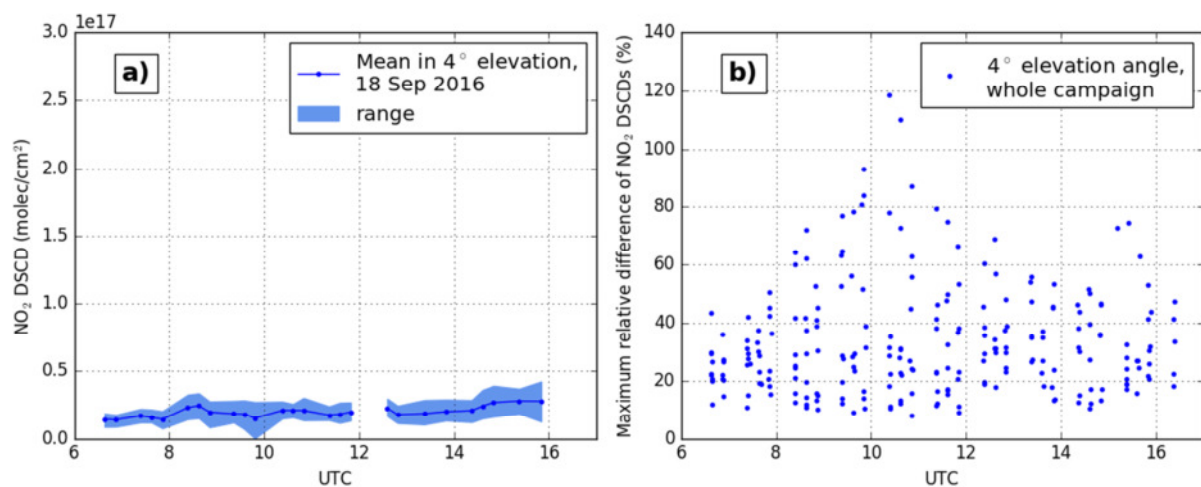 1e17
3.0
2.5
2.0
1.5
1.0
0.5
0.0
6 8 10 12 14 16
UTC
NO₂ DSCD (molec/cm²)
a)
Mean in 4° elevation,
18 Sep 2016
range
140
120
100
80
60
40
20
0
6 8 10 12 14 16
UTC
Maximum relative difference of NO₂ DSCDs (%)
b)
4° elevation angle,
whole campaign